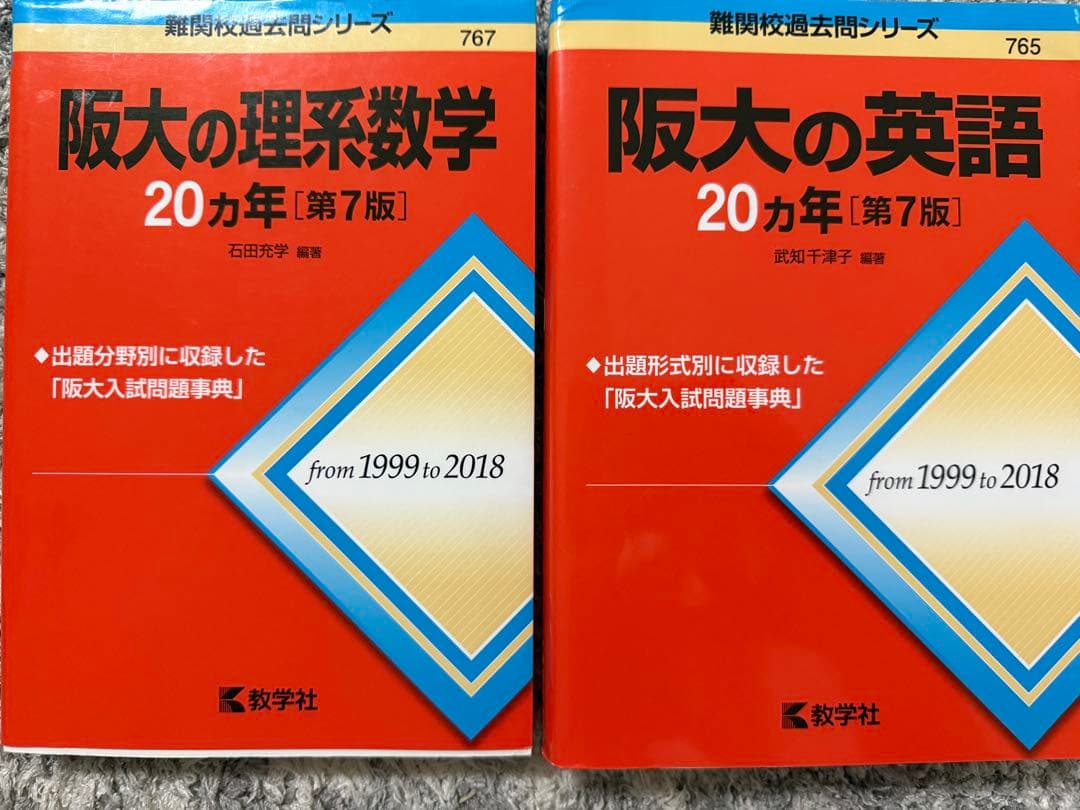 難関校過去問シリーズ
767
阪大の理系数学
20ヵ年[第7版]
石田充学 編著
◆出題分野別に収録した
「阪大入試問題事典」
from 1999 to 2018
教学社
難関校過去問シリーズ
765
阪大の英語
20ヵ年[第7版]
武知千津子 編著
◆出題形式別に収録した
「阪大入試問題事典」
from 1999 to 2018
教学社